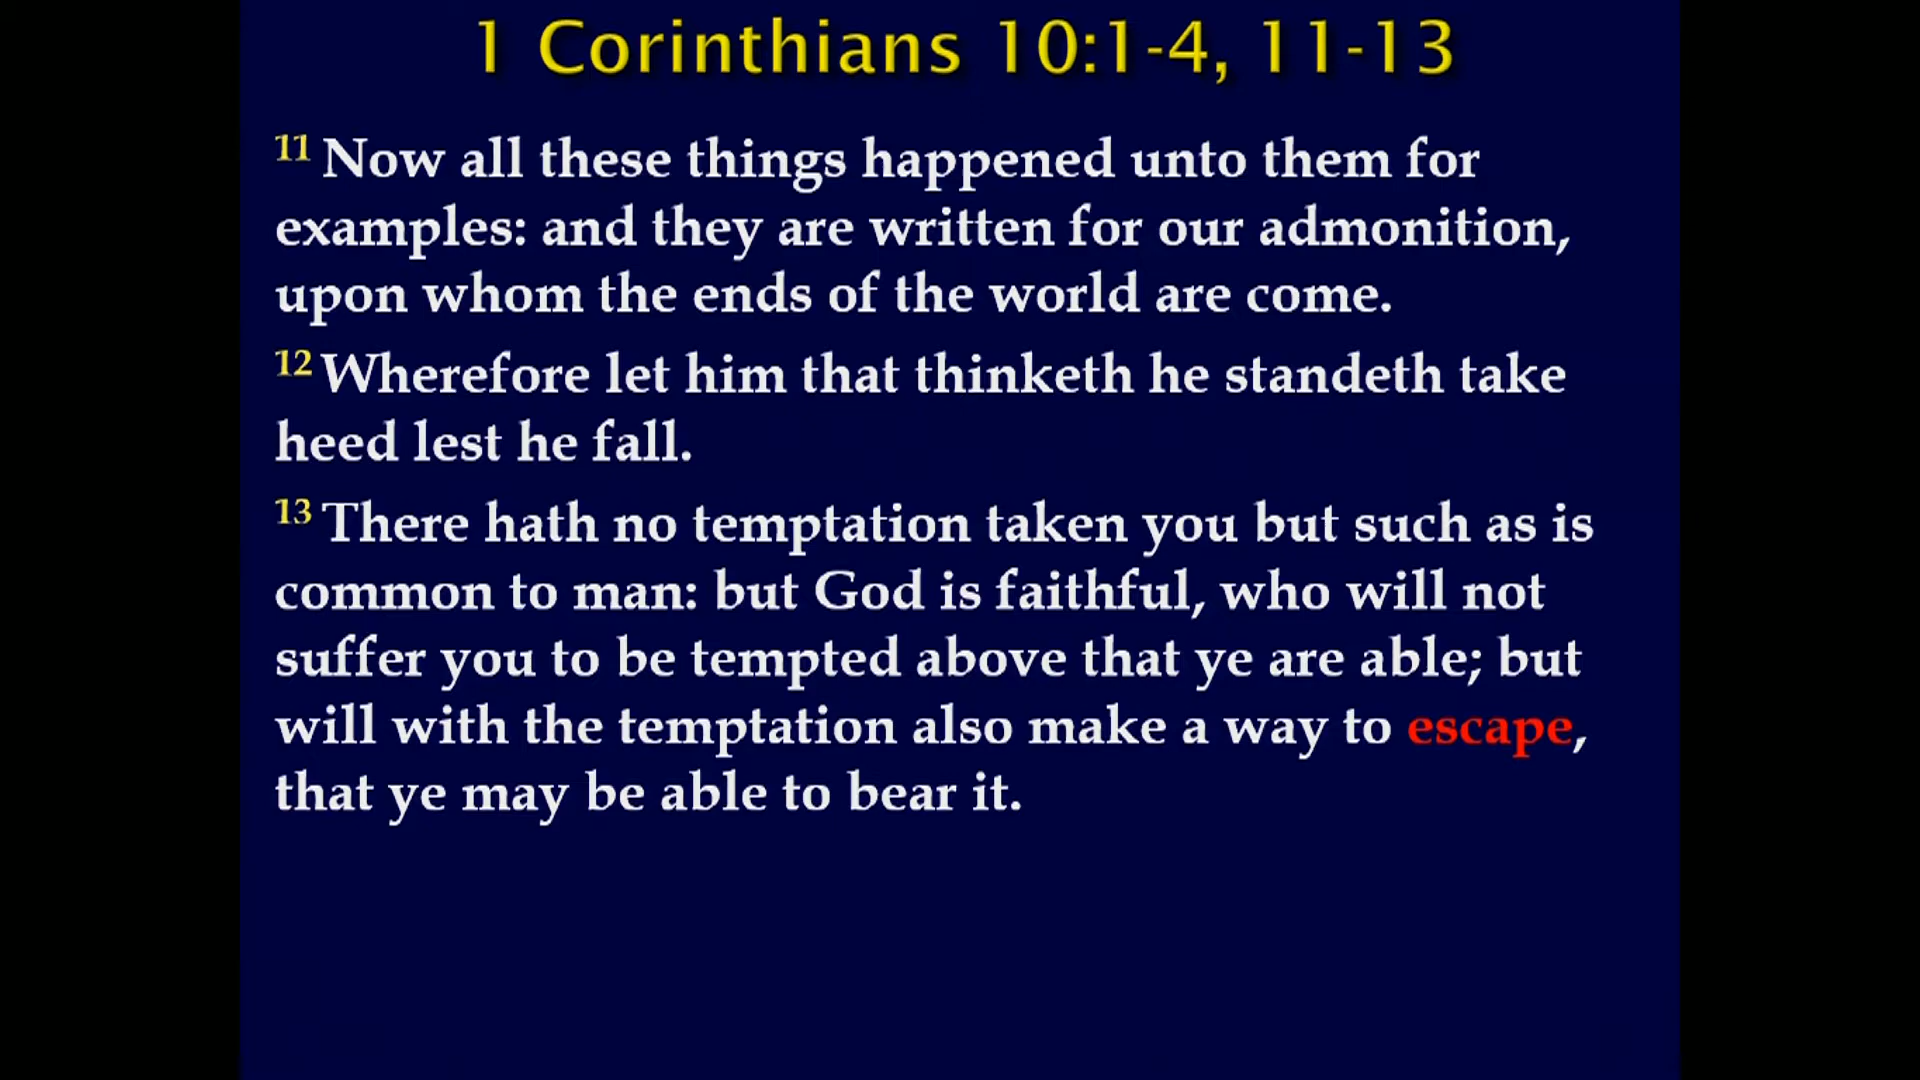 1 Corinthians 10:1-4, 11-13
11 Now all these things happened unto them for
examples: and they are written for our admonition,
upon whom the ends of the world are come.
12 Wherefore let him that thinketh he standeth take
heed lest he fall.
13 There hath no temptation taken you but such as is
common to man: but God is faithful, who will not
suffer you to be tempted above that ye are able; but
will with the temptation also make a way to escape,
that ye may be able to bear it.